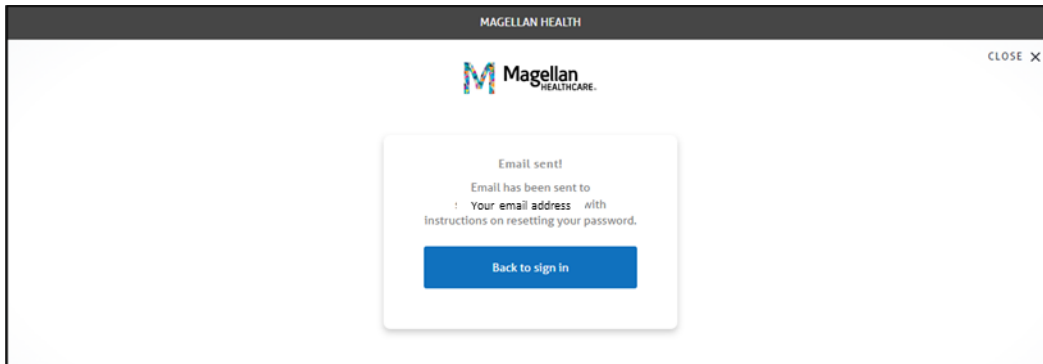 MAGELLAN HEALTH
CLOSE X
M Magellan
HEALTHCARE.
Email sent!
Email has been sent to
Your email address with
instructions on resetting your password.
Back to sign in